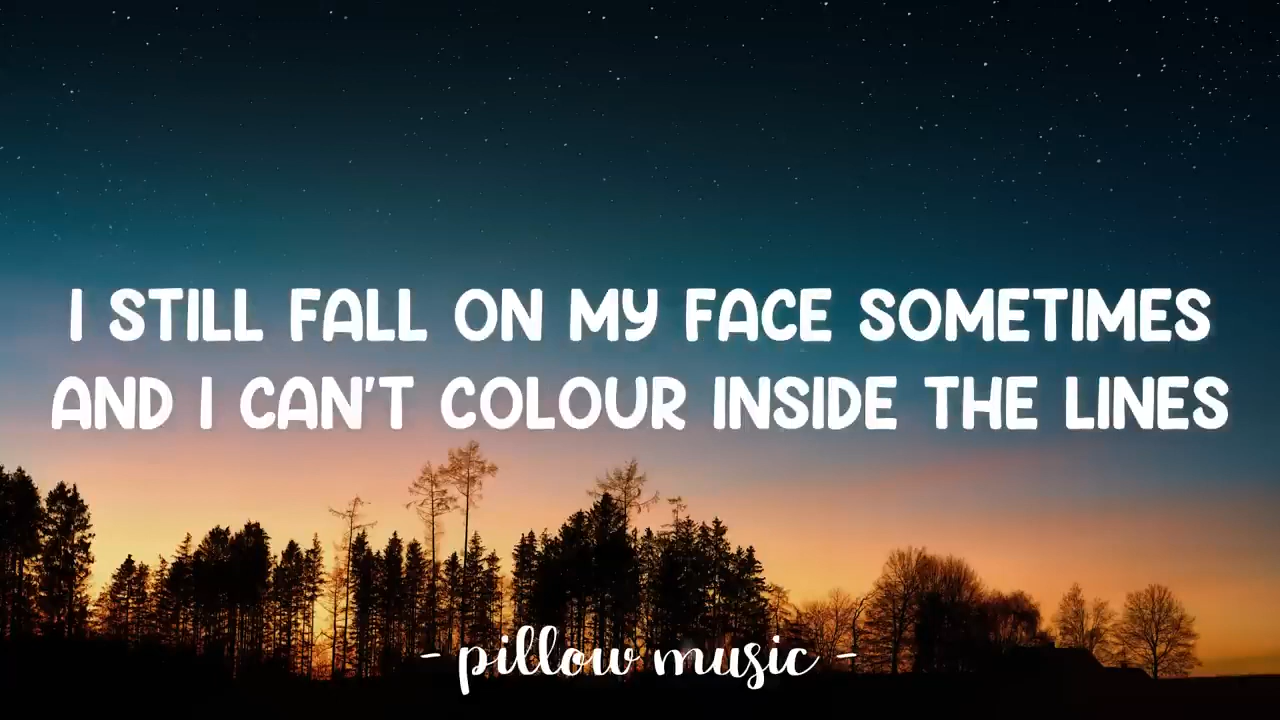 I STILL FALL ON MY FACE SOMETIMES
AND I CAN'T COLOUR INSIDE THE LINES
- pillow music -